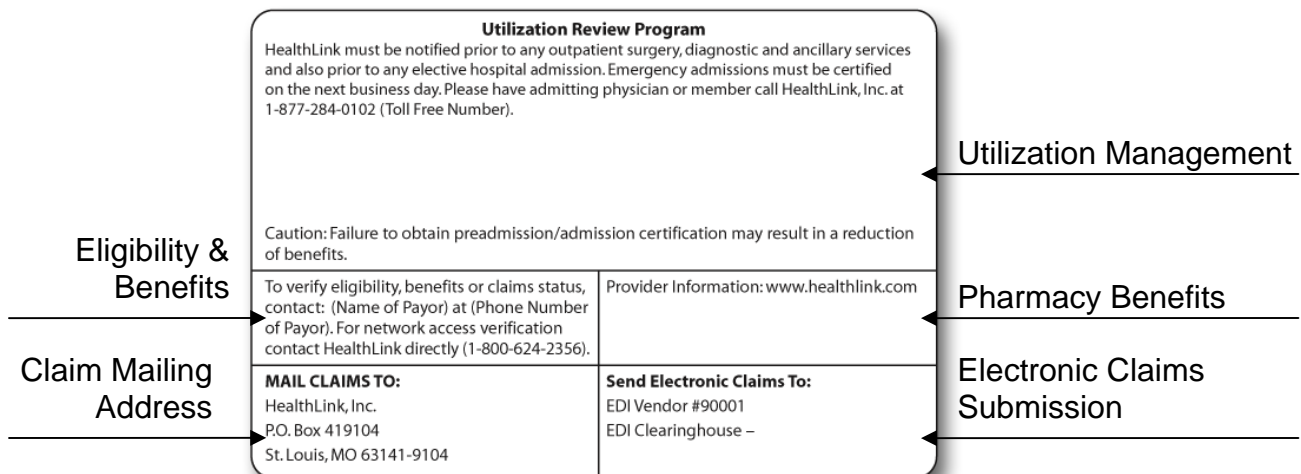 Utilization Review Program
HealthLink must be notified prior to any outpatient surgery, diagnostic and ancillary services
and also prior to any elective hospital admission. Emergency admissions must be certified
on the next business day. Please have admitting physician or member call HealthLink, Inc. at
1-877-284-0102 (Toll Free Number).
Utilization Management
Caution: Failure to obtain preadmission/admission certification may result in a reduction
of benefits.
Eligibility &
Benefits
To verify eligibility, benefits or claims status,
contact: (Name of Payor) at (Phone Number
of Payor). For network access verification
contact HealthLink directly (1-800-624-2356).
Provider Information: www.healthlink.com
Pharmacy Benefits
Claim Mailing
Address
MAIL CLAIMS TO:
HealthLink, Inc.
P.O. Box 419104
St. Louis, MO 63141-9104
Send Electronic Claims To:
EDI Vendor #90001
EDI Clearinghouse –
Electronic Claims
Submission